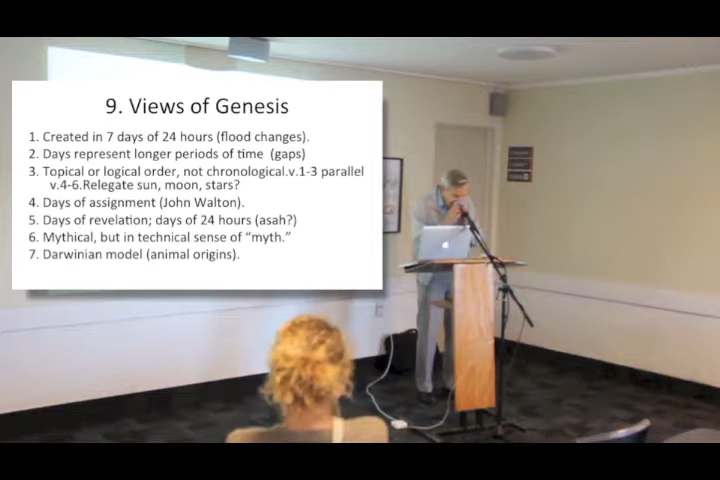 9. Views of Genesis
1. Created in 7 days of 24 hours (flood changes).
2. Days represent longer periods of time (gaps)
3. Topical or logical order, not chronological.v.1-3 parallel
v.4-6.Relegate sun, moon, stars?
4. Days of assignment (John Walton).
5. Days of revelation; days of 24 hours (asah?)
6. Mythical, but in technical sense of “myth.”
7. Darwinian model (animal origins).